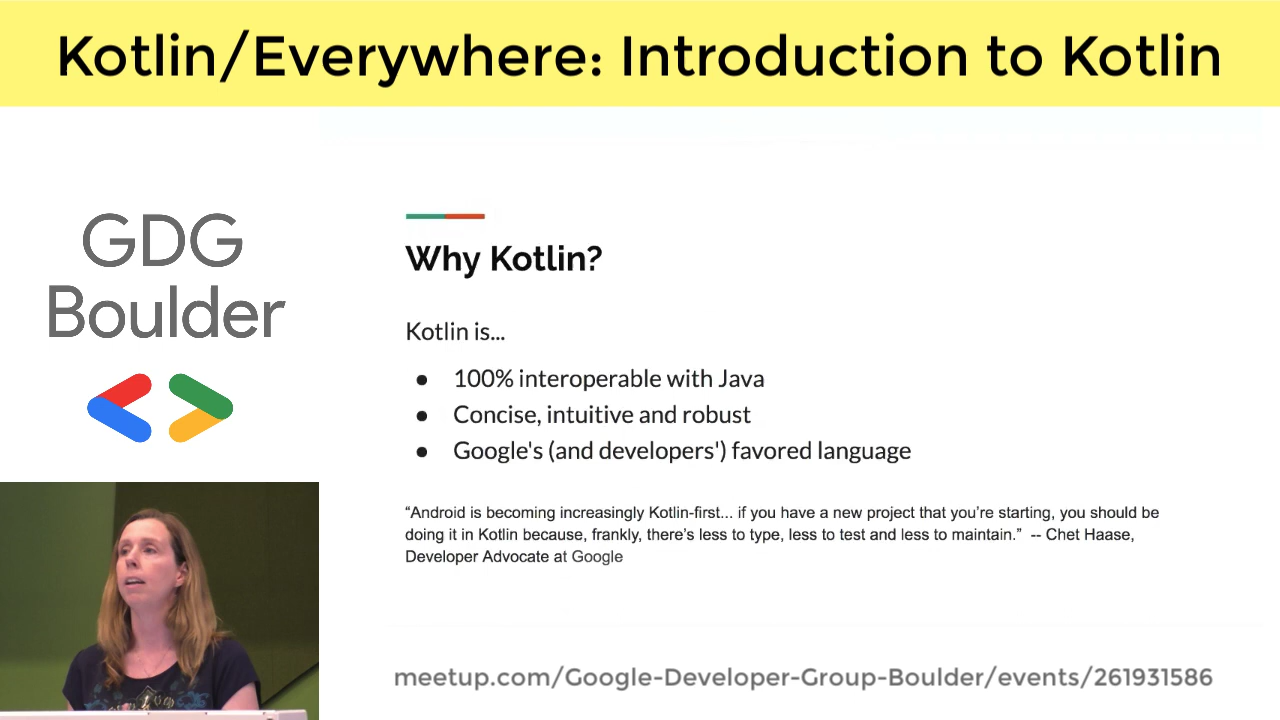 Kotlin/Everywhere: Introduction to Kotlin
GDG
Boulder
Why Kotlin?
Kotlin is...
● 100% interoperable with Java
● Concise, intuitive and robust
● Google's (and developers') favored language
“Android is becoming increasingly Kotlin-first... if you have a new project that you’re starting, you should be
doing it in Kotlin because, frankly, there’s less to type, less to test and less to maintain.” -- Chet Haase,
Developer Advocate at Google
meetup.com/Google-Developer-Group-Boulder/events/261931586